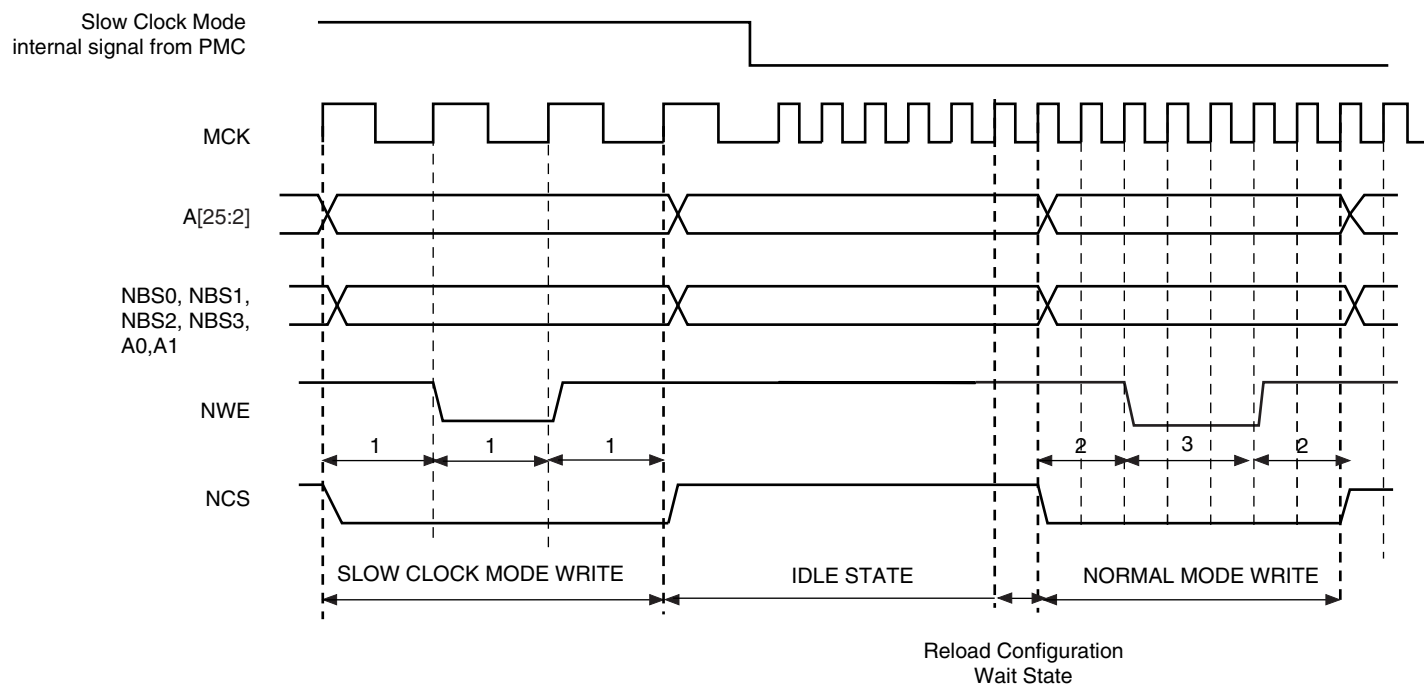 Slow Clock Mode
internal signal from PMC
MCK
A[25:2]
NBS0, NBS1,
NBS2, NBS3,
A0,A1
NWE
1 1 1 2 3 2
NCS
SLOW CLOCK MODE WRITE IDLE STATE NORMAL MODE WRITE
Reload Configuration
Wait State